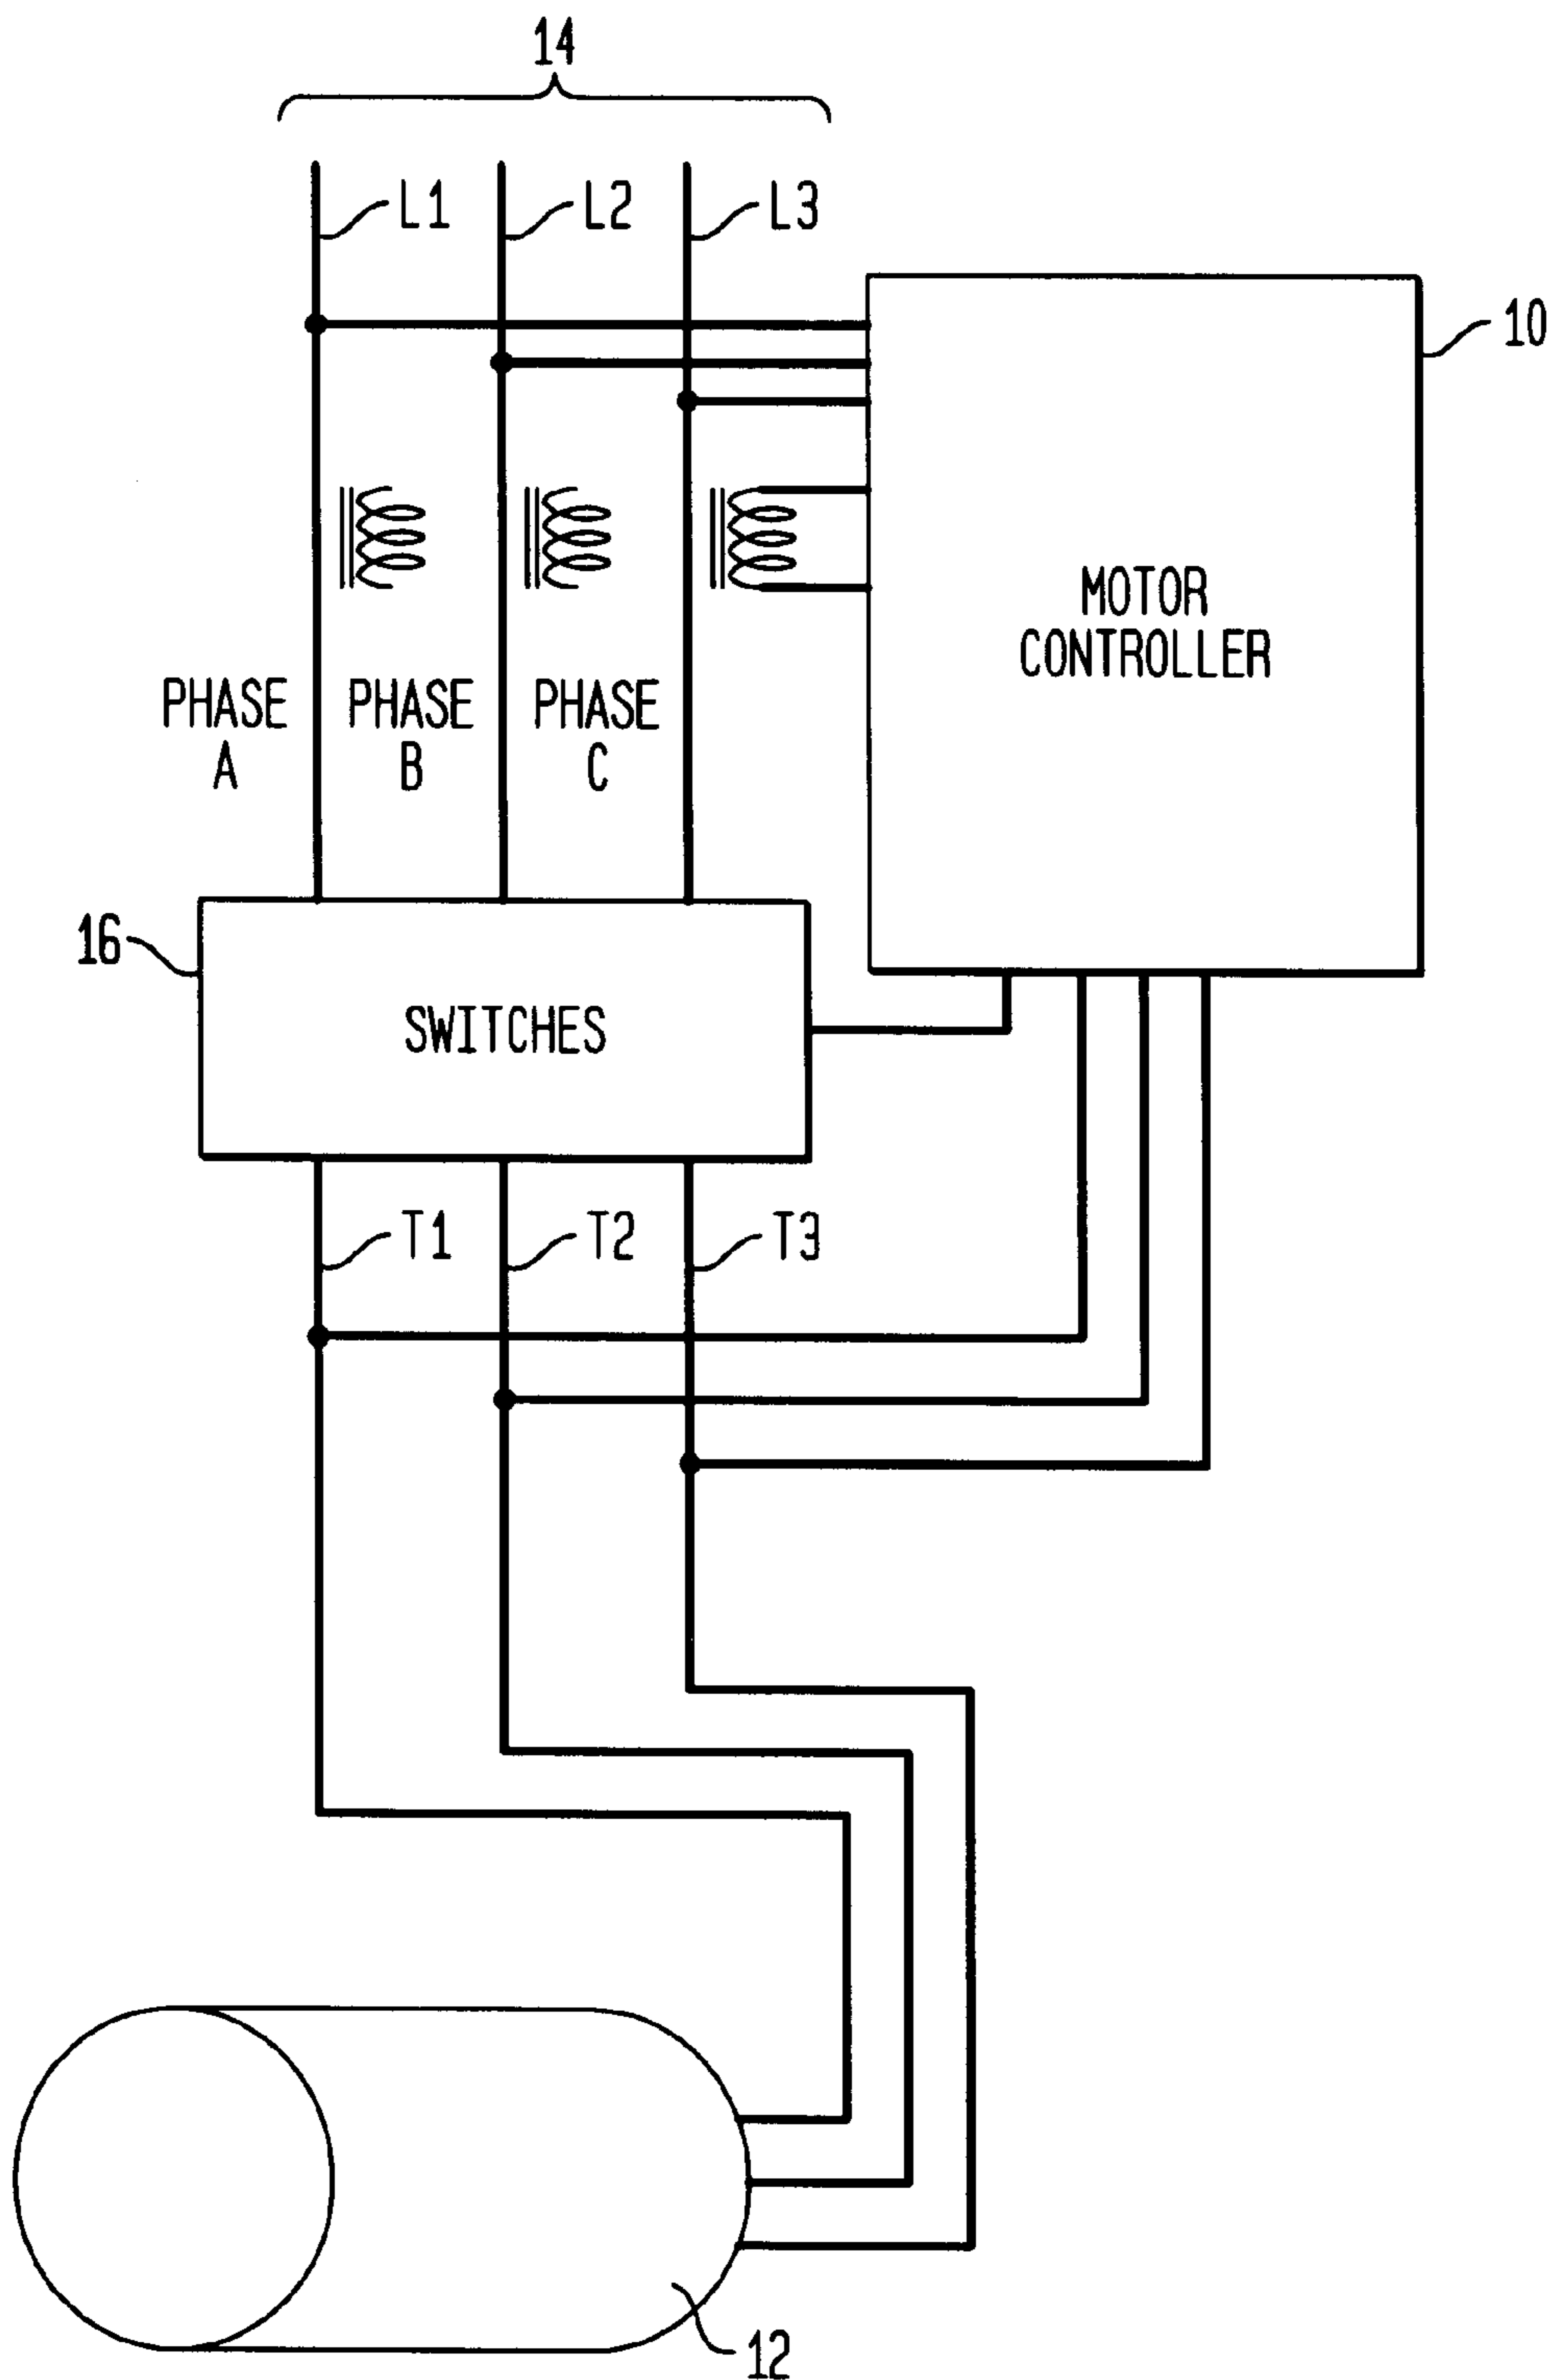 14
L1
L2
L3
10
MOTOR
CONTROLLER
PHASE
A
PHASE
B
PHASE
C
16
SWITCHES
T1
T2
T3
12